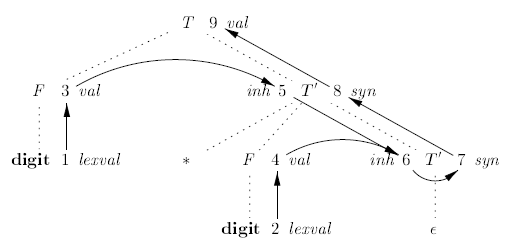 T 9 val
F 3 val inh 5 T′ 8 syn
digit 1 lexval * F 4 val inh 6 T′ 7 syn
digit 2 lexval ϵ